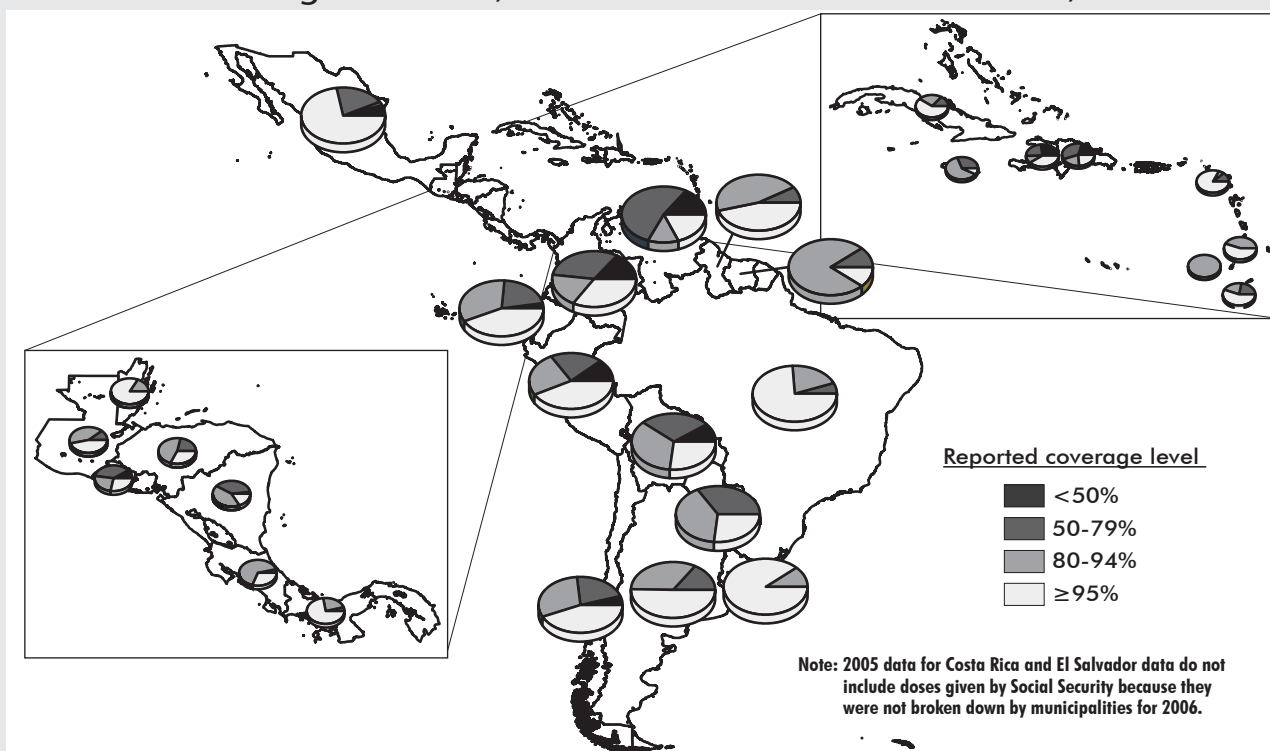 Reported coverage level
<50%
50-79%
80-94%
≥95%
Note: 2005 data for Costa Rica and El Salvador data do not
include doses given by Social Security because they
were not broken down by municipalities for 2006.